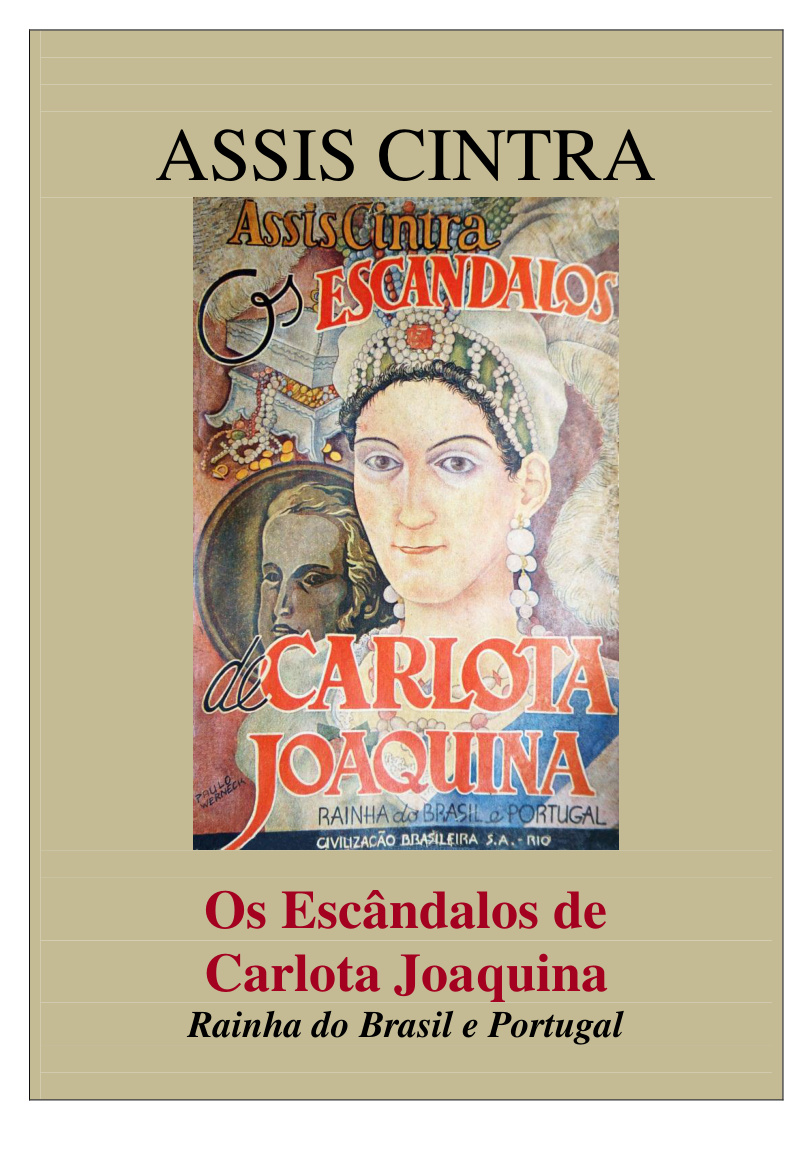 ASSIS CINTRA
Assis Cintra
Os ESCANDALOS
de CARLOTA
JOAQUINA
PAULO
WERNECK
RAINHA do BRASIL e PORTUGAL
CIVILIZAÇÃO BRASILEIRA S.A. - RIO
Os Escândalos de
Carlota Joaquina
Rainha do Brasil e Portugal